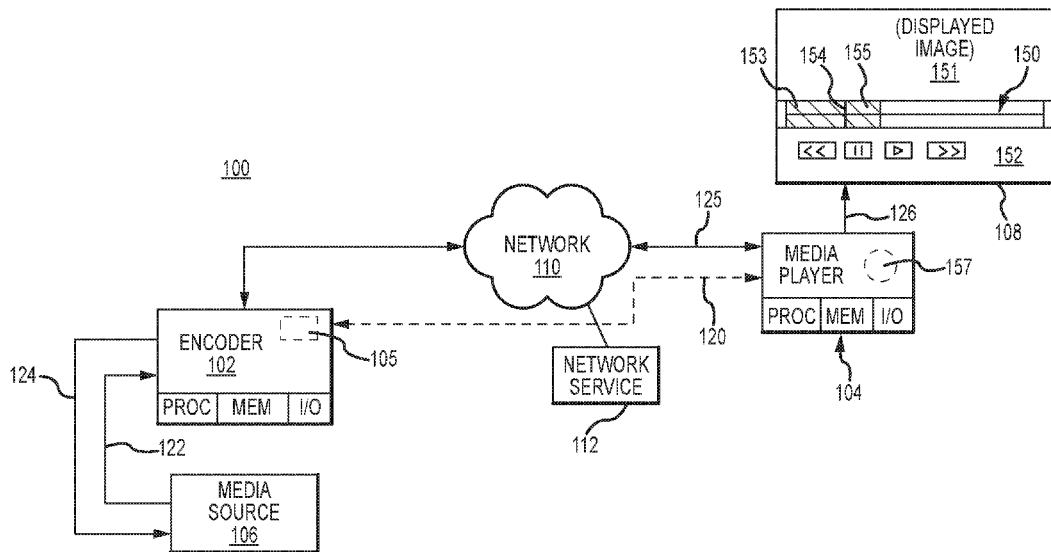 (DISPLAYED
IMAGE)
151
153
154
155
150
<<
II
>>
152
100
126
108
125
NETWORK
110
MEDIA
PLAYER
157
PROC
MEM
I/O
120
104
ENCODER
102
105
NETWORK
SERVICE
112
124
PROC
MEM
I/O
122
MEDIA
SOURCE
106